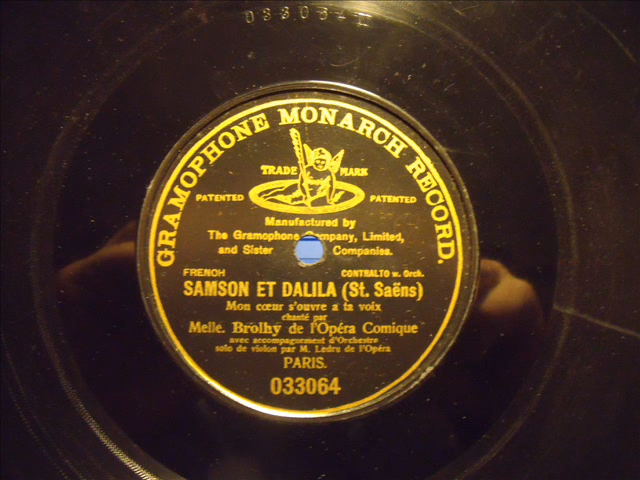 GRAMOPHONE MONARCH RECORD.
TRADE MARK
PATENTED PATENTED
Manufactured by
The Gramophone Company, Limited,
and Sister Companies.
FRENCH CONTRALTO w. Orch.
SAMSON ET DALILA (St. Saëns)
Mon cœur s'ouvre a ta voix
chanté par
Melle. Brolhy de l'Opéra Comique
avec accompagnement d'Orchestre
solo de violon par M. Ledru de l'Opéra
PARIS.
033064